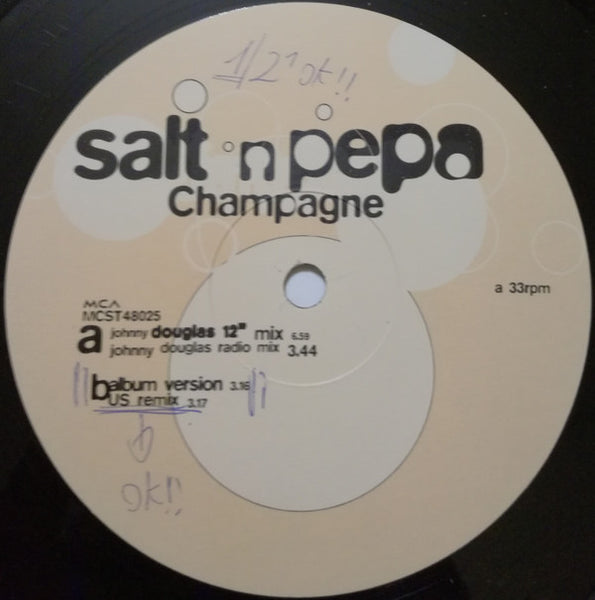 1/2' ok!!
salt 'n pepa
Champagne
a 33rpm
MCA
MCST48025
a johnny douglas 12" mix 6.59
johnny douglas radio mix 3.44
b album version 3.16
US remix 3.17
ok!!